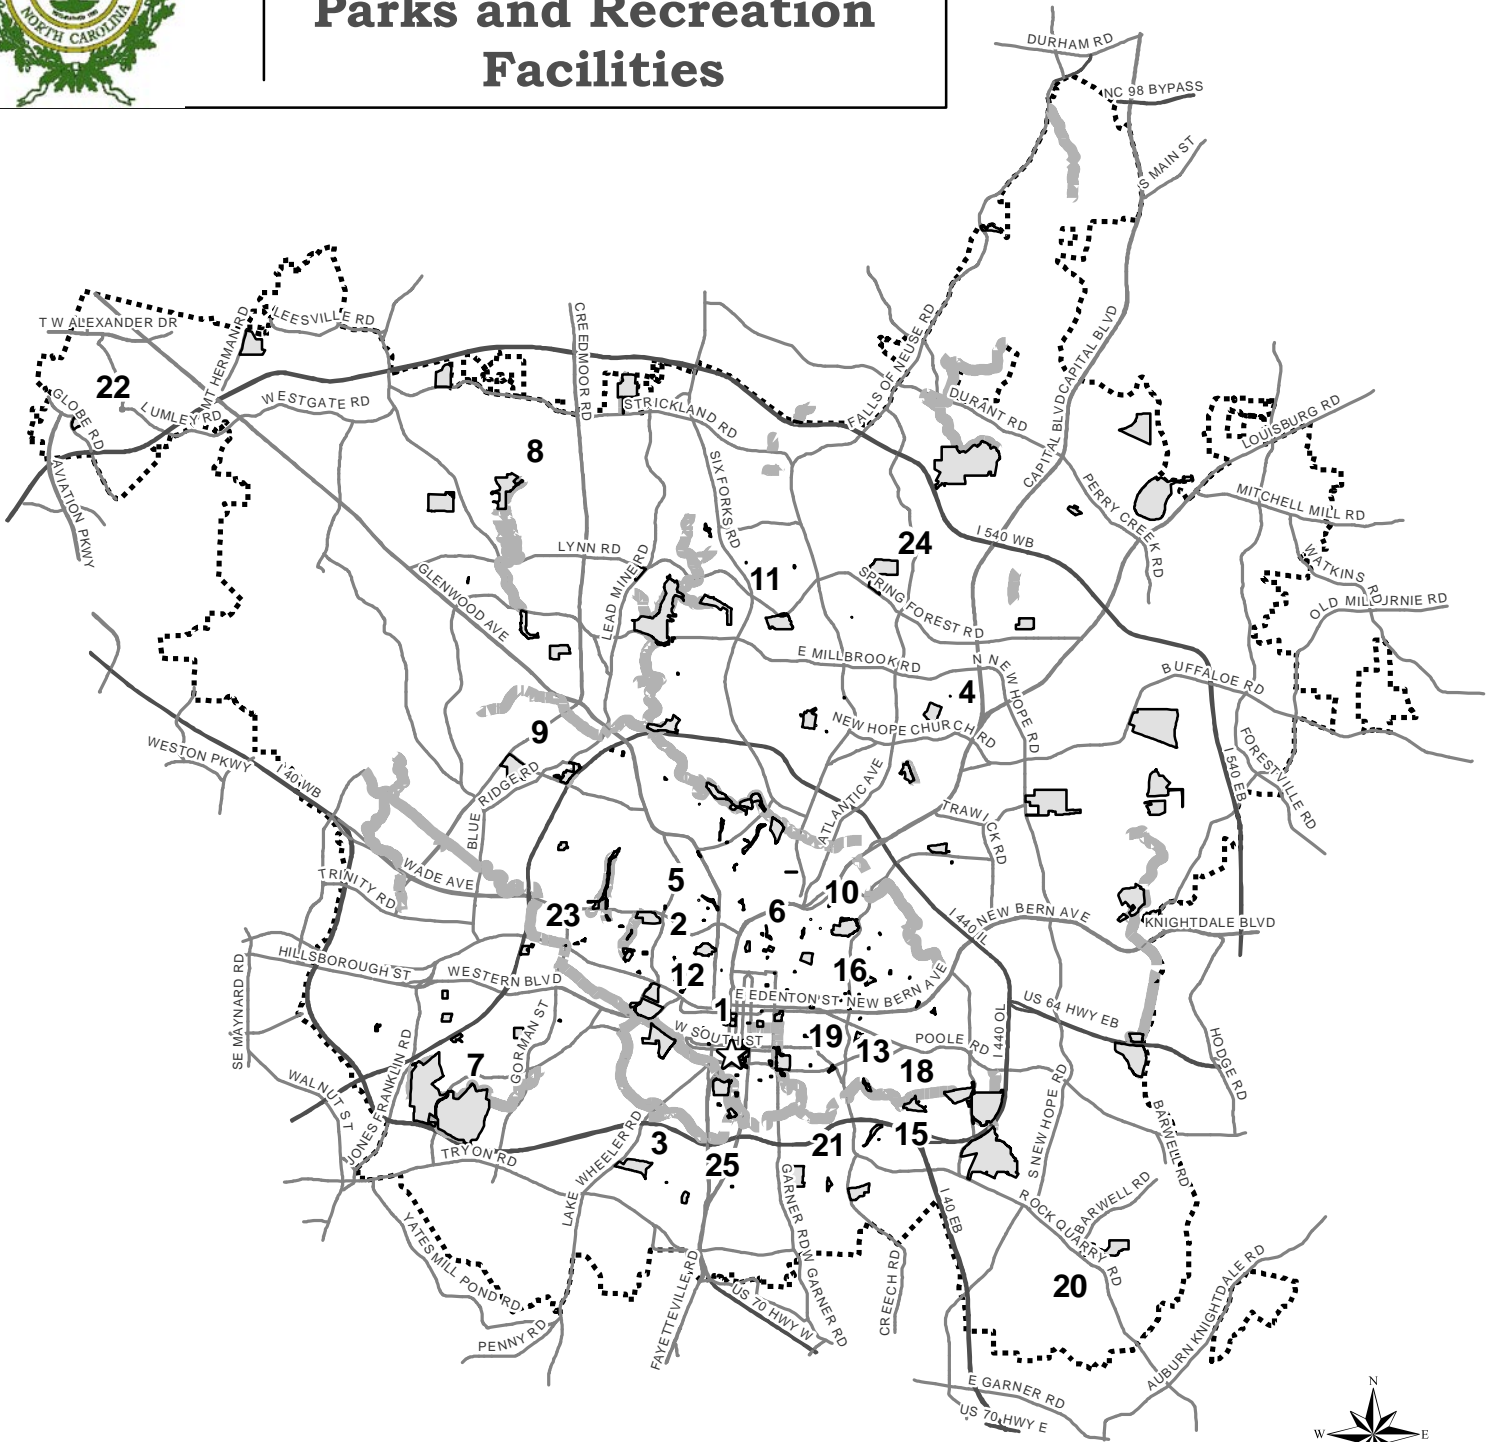 NORTH CAROLINA
Parks and Recreation
Facilities
DURHAM RD
NC 98 BYPASS
S MAIN ST
T W ALEXANDER DR
MT HERMAN RD
LEESVILLE RD
CREEDMOOR RD
FALLS OF NEUSE RD
CAPITAL BLVD
CAPITAL BLVD
22
GLOBE RD
LUMLEY RD
WESTGATE RD
STRICKLAND RD
DURANT RD
LOUISBURG RD
8
AVIATION PKWY
SIX FORKS RD
PERRY CREEK RD
MITCHELL MILL RD
24
I 540 WB
LYNN RD
LEAD MINE RD
GLENWOOD AVE
11
SPRING FOREST RD
WATKINS RD
OLD MILBURNIE RD
E MILLBROOK RD
N NEW HOPE RD
BUFFALOE RD
4
9
NEW HOPE CHURCH RD
WESTON PKWY
I 40 WB
BLUE RIDGE RD
ATLANTIC AVE
I 540 EB
FORESTVILLE RD
TRAWICK RD
WADE AVE
TRINITY RD
5
10
23
2
6
I 440 IL
NEW BERN AVE
KNIGHTDALE BLVD
SE MAYNARD RD
HILLSBOROUGH ST
WESTERN BLVD
12
16
E EDENTON ST
NEW BERN AVE
US 64 HWY EB
1
W SOUTH ST
19
13
POOLE RD
I 440 OL
HODGE RD
GORMAN ST
7
18
WALNUT ST
JONES FRANKLIN RD
S NEW HOPE RD
BARWELL RD
TRYON RD
LAKE WHEELER RD
3
25
21
15
GARNER RD
I 40 EB
ROCK QUARRY RD
BARWELL RD
YATES MILL POND RD
FAYETTEVILLE RD
W GARNER RD
CREECH RD
20
US 70 HWY W
PENNY RD
AUBURN KNIGHTDALE RD
E GARNER RD
US 70 HWY E
N
W
E